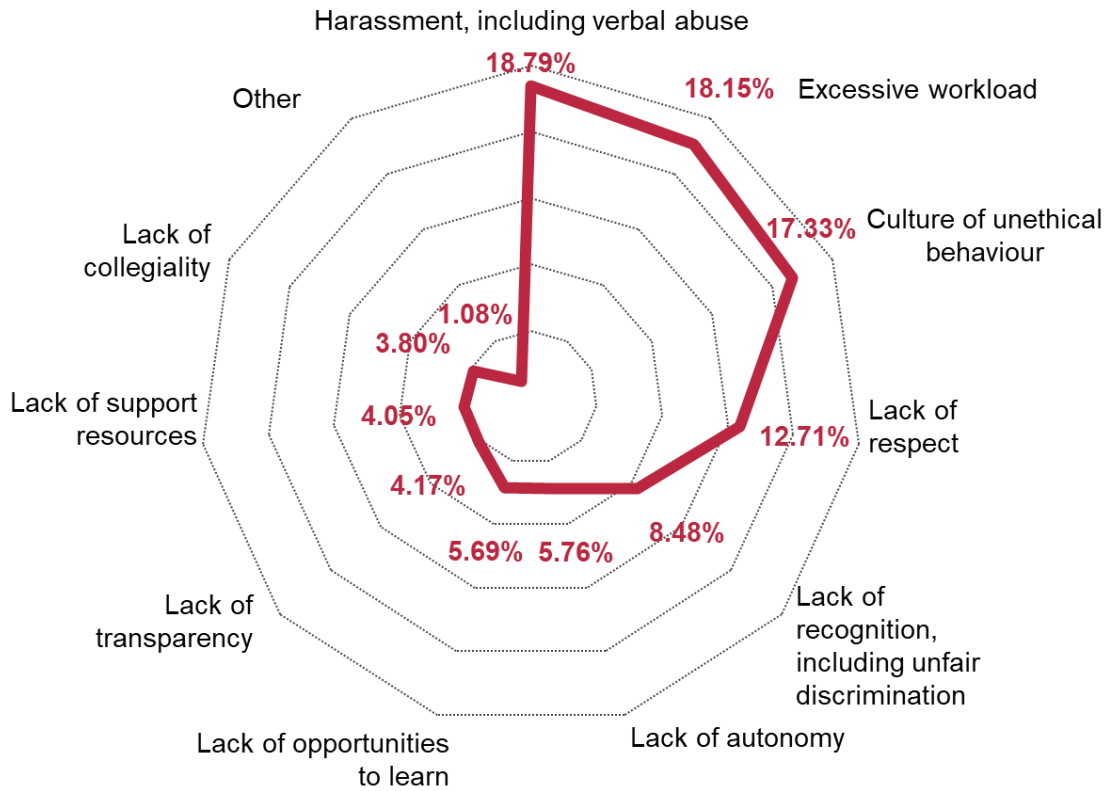 Harassment, including verbal abuse
18.79%
18.15%
Excessive workload
17.33%
Culture of unethical
behaviour
12.71%
Lack of
respect
8.48%
Lack of
recognition,
including unfair
discrimination
5.76%
Lack of autonomy
5.69%
Lack of opportunities
to learn
4.17%
Lack of
transparency
4.05%
Lack of support
resources
3.80%
Lack of
collegiality
1.08%
Other